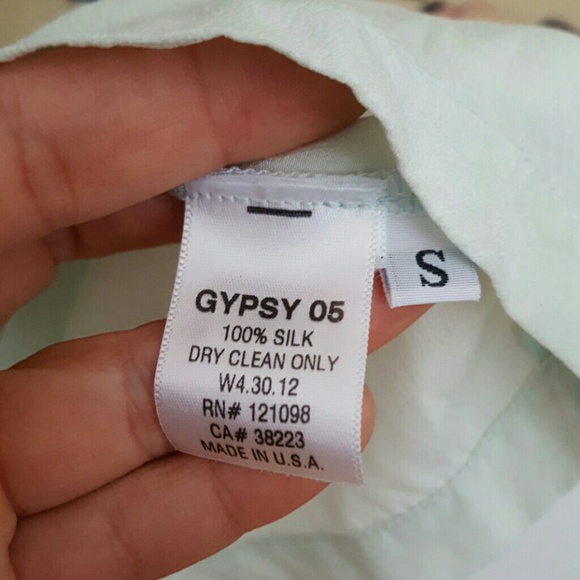 GYPSY 05
100% SILK
DRY CLEAN ONLY
W4.30.12
RN# 121098
CA# 38223
MADE IN U.S.A.
S